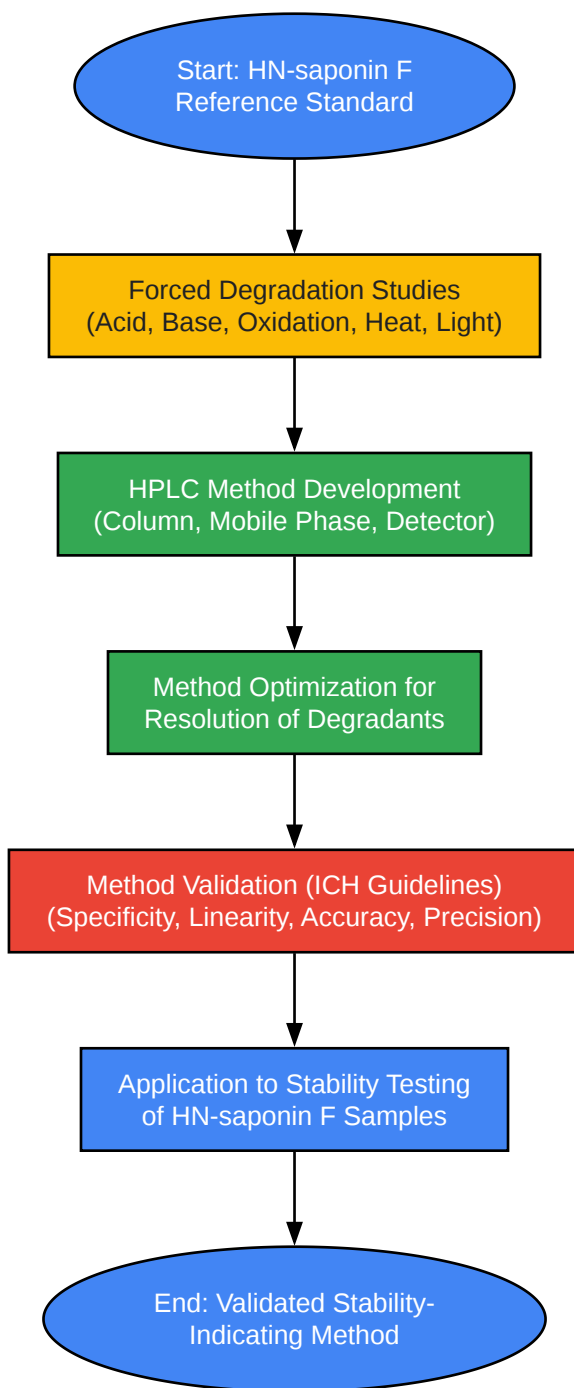 Start: HN-saponin F
Reference Standard
Forced Degradation Studies
(Acid, Base, Oxidation, Heat, Light)
HPLC Method Development
(Column, Mobile Phase, Detector)
Method Optimization for
Resolution of Degradants
Method Validation (ICH Guidelines)
(Specificity, Linearity, Accuracy, Precision)
Application to Stability Testing
of HN-saponin F Samples
End: Validated Stability-
Indicating Method